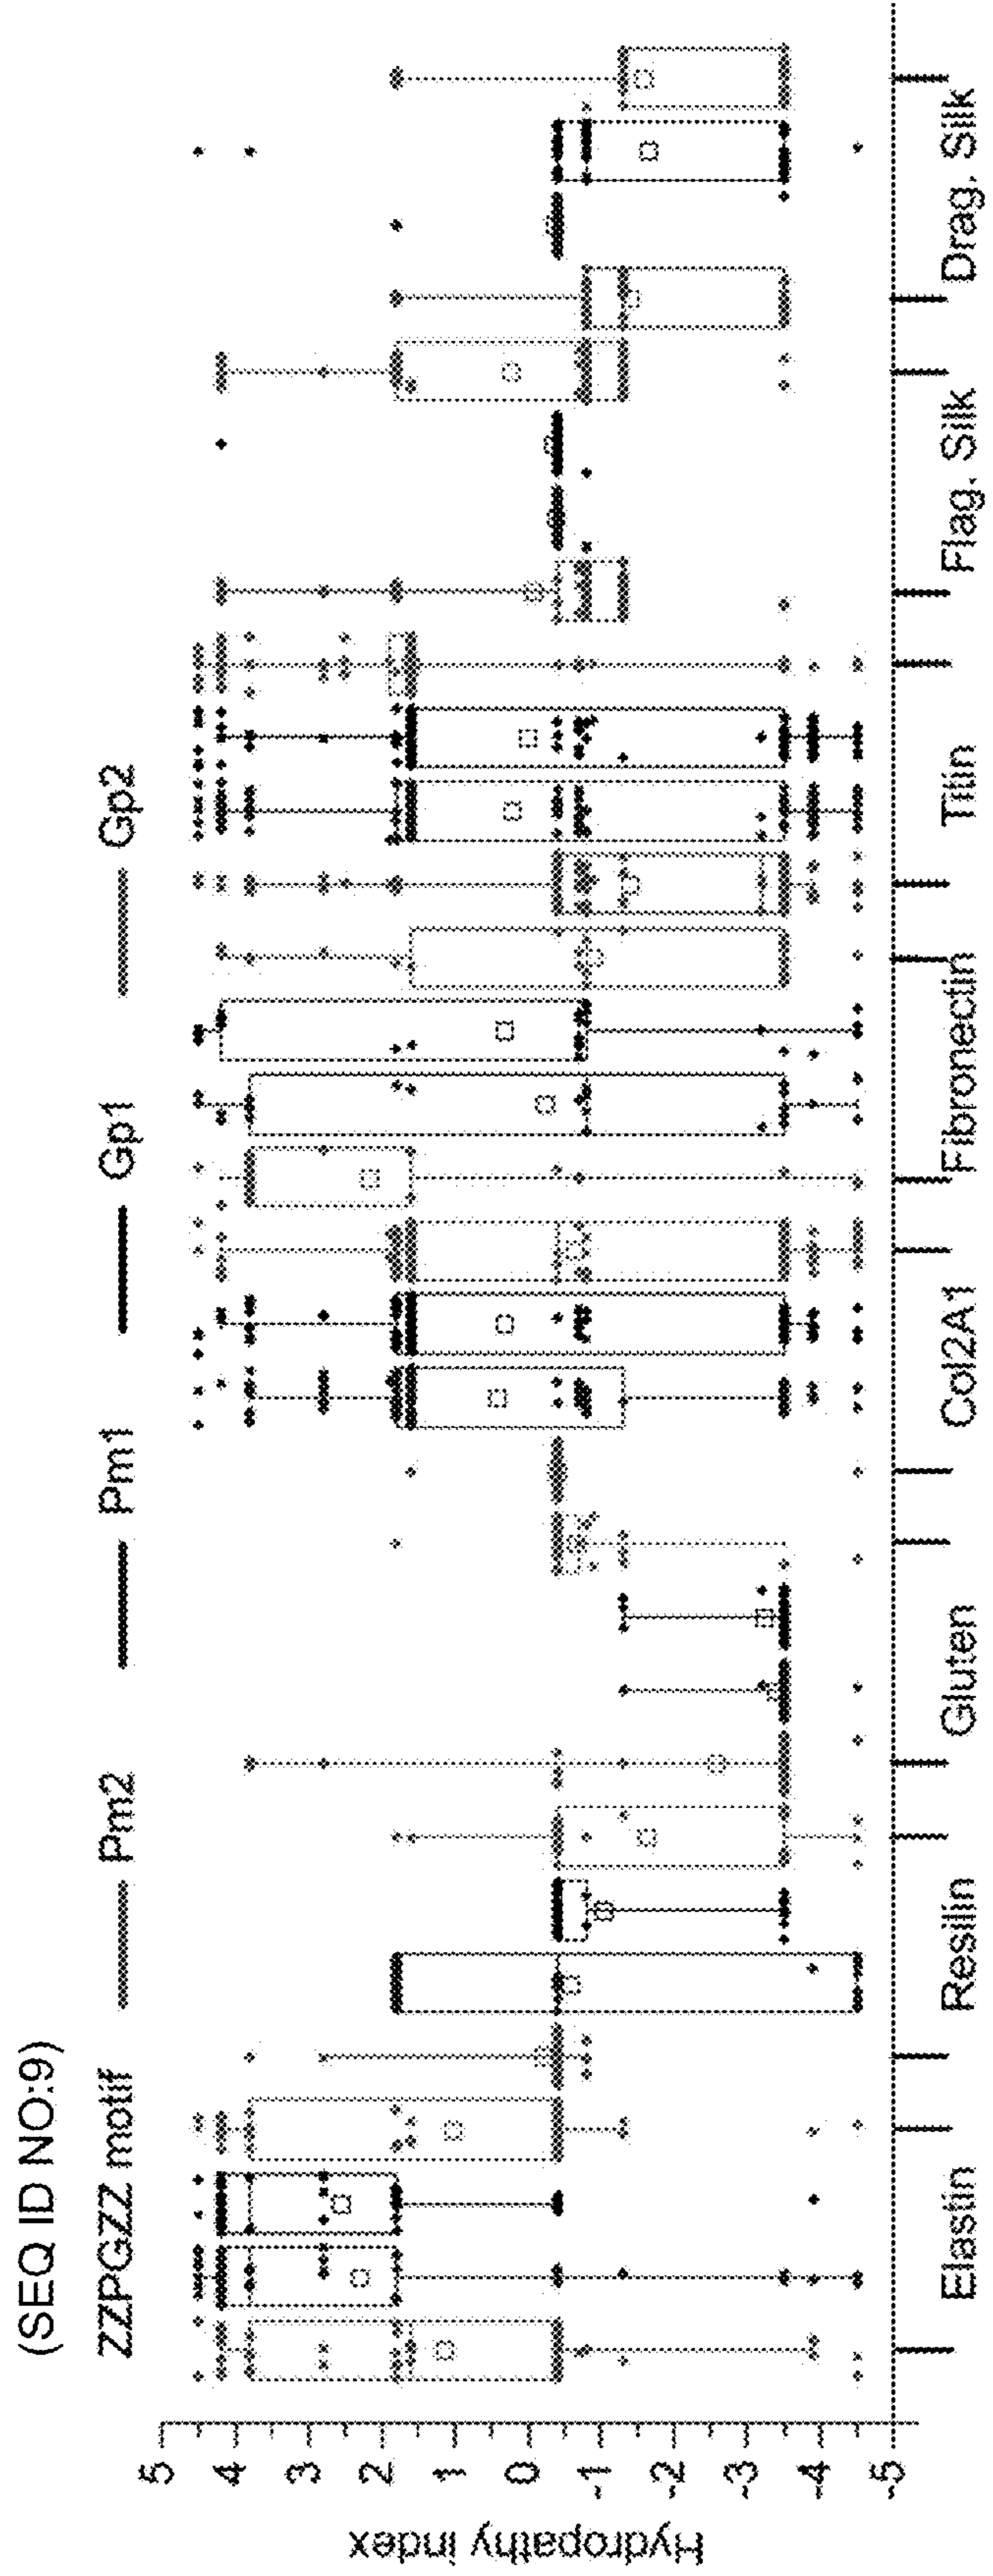 (SEQ ID NO:9)
ZZPGZZ motif
Pm2
Pm1
Gp1
Gp2
Hydropathy index
5
4
3
2
1
0
-1
-2
-3
-4
-5
Elastin
Resilin
Gluten
Col2A1
Fibronectin
Titin
Flag. Silk
Drag. Silk